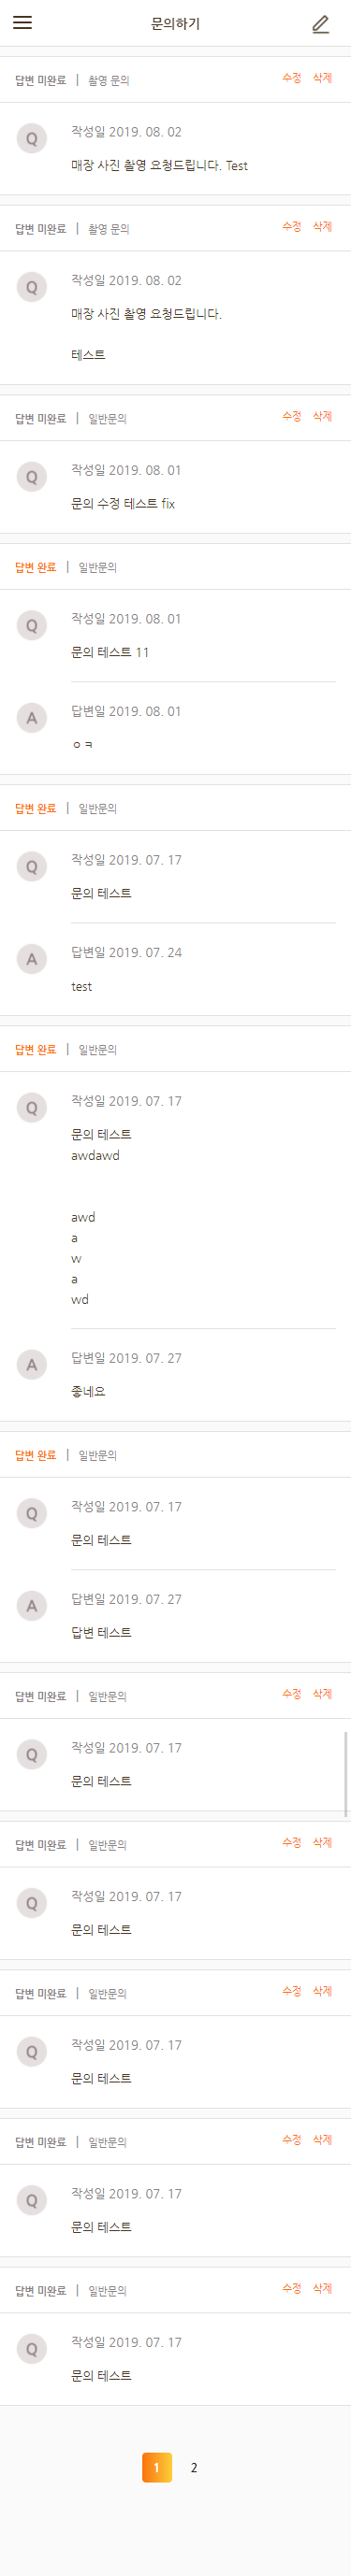 문의하기
답변 미완료 | 촬영 문의 수정 삭제
Q 작성일 2019. 08. 02
매장 사진 촬영 요청드립니다. Test
답변 미완료 | 촬영 문의 수정 삭제
Q 작성일 2019. 08. 02
매장 사진 촬영 요청드립니다.
테스트
답변 미완료 | 일반문의 수정 삭제
Q 작성일 2019. 08. 01
문의 수정 테스트 fix
답변 완료 | 일반문의
Q 작성일 2019. 08. 01
문의 테스트 11
A 답변일 2019. 08. 01
ㅇㅋ
답변 완료 | 일반문의
Q 작성일 2019. 07. 17
문의 테스트
A 답변일 2019. 07. 24
test
답변 완료 | 일반문의
Q 작성일 2019. 07. 17
문의 테스트
awdawd
awd
a
w
a
wd
A 답변일 2019. 07. 27
좋네요
답변 완료 | 일반문의
Q 작성일 2019. 07. 17
문의 테스트
A 답변일 2019. 07. 27
답변 테스트
답변 미완료 | 일반문의 수정 삭제
Q 작성일 2019. 07. 17
문의 테스트
답변 미완료 | 일반문의 수정 삭제
Q 작성일 2019. 07. 17
문의 테스트
답변 미완료 | 일반문의 수정 삭제
Q 작성일 2019. 07. 17
문의 테스트
답변 미완료 | 일반문의 수정 삭제
Q 작성일 2019. 07. 17
문의 테스트
답변 미완료 | 일반문의 수정 삭제
Q 작성일 2019. 07. 17
문의 테스트
1 2